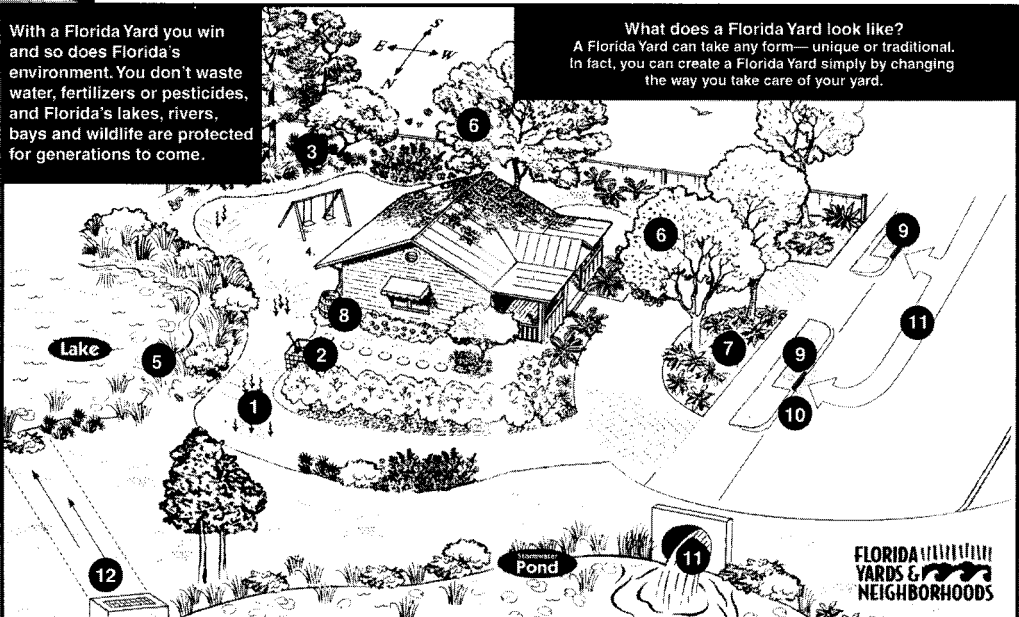 With a Florida Yard you win
and so does Florida's
environment. You don't waste
water, fertilizers or pesticides,
and Florida's lakes, rivers,
bays and wildlife are protected
for generations to come.
What does a Florida Yard look like?
A Florida Yard can take any form— unique or traditional.
In fact, you can create a Florida Yard simply by changing
the way you take care of your yard.
S
E
W
N
6
3
6
9
11
8
Lake
5
2
7
9
1
10
12
Stormwater
Pond
11
FLORIDA
YARDS &
NEIGHBORHOODS